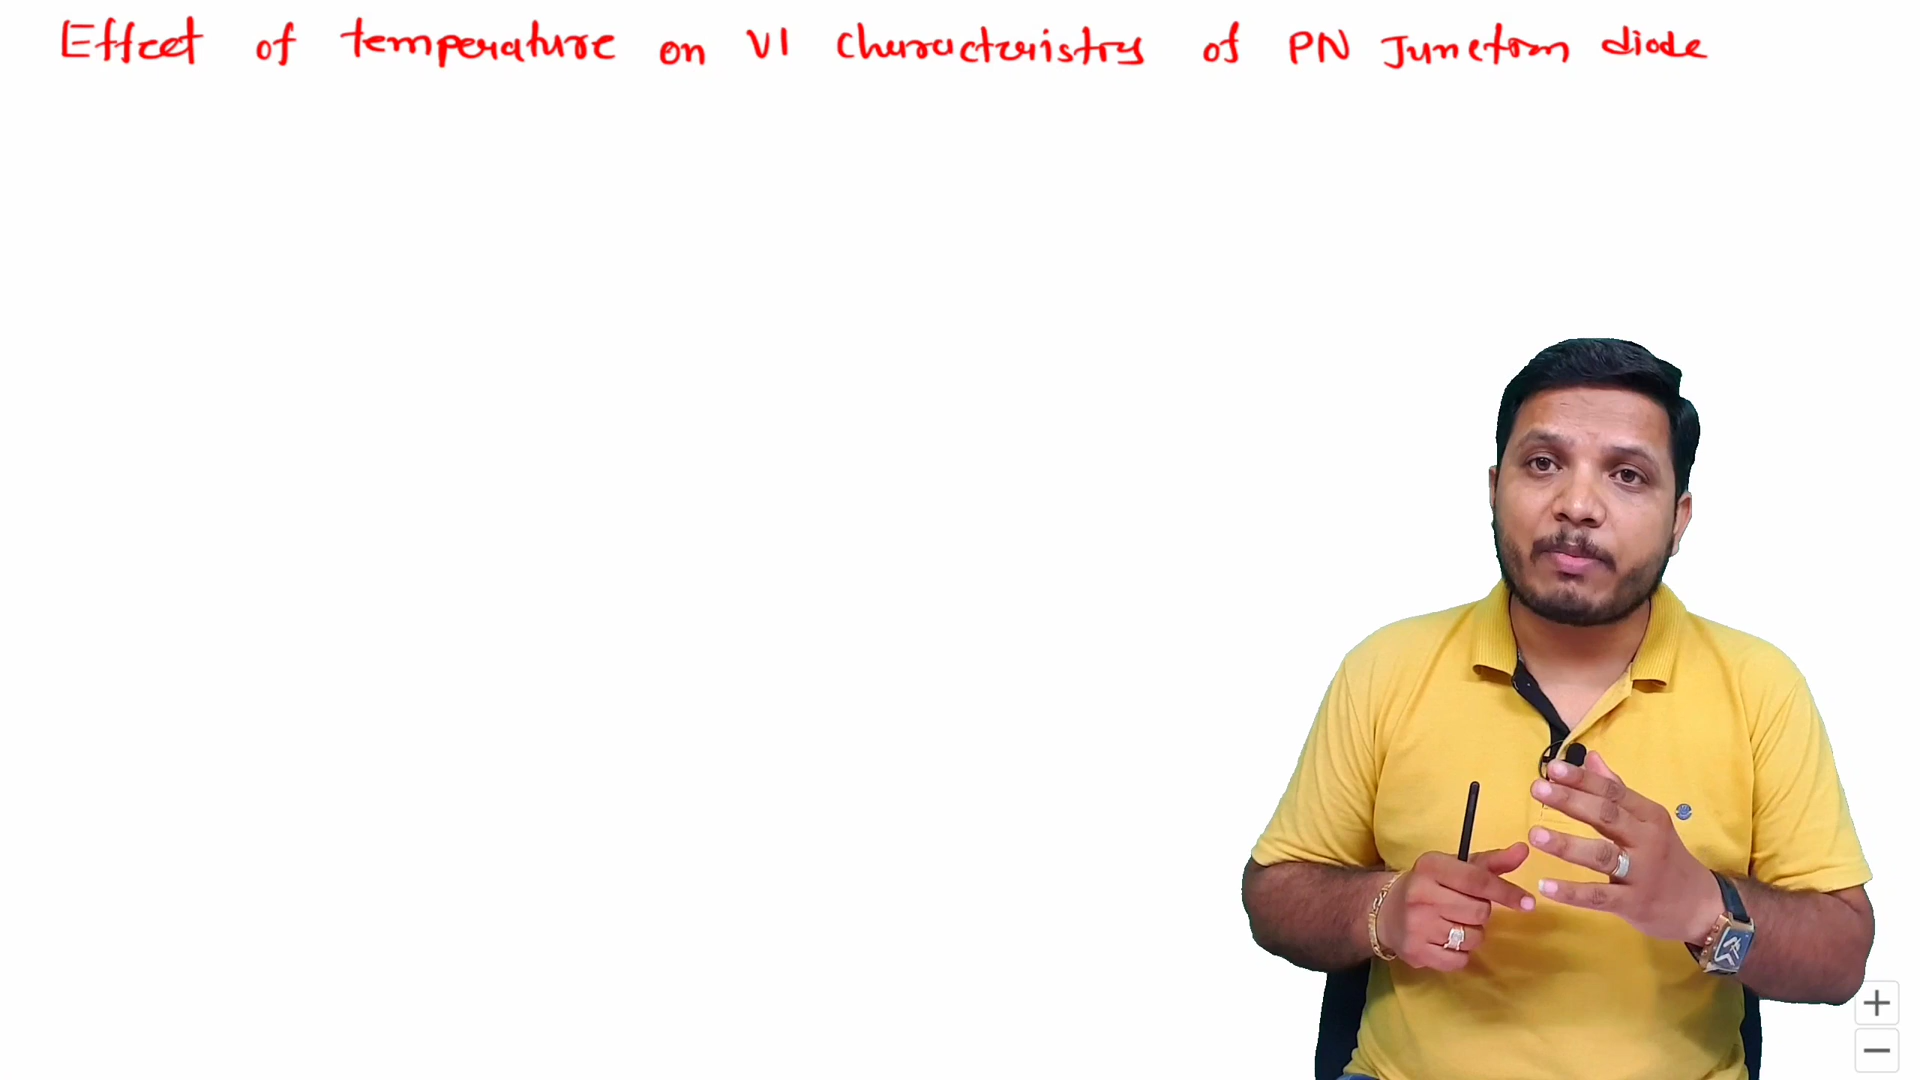 Effect of temperature on VI Characteristics of PN Junction diode